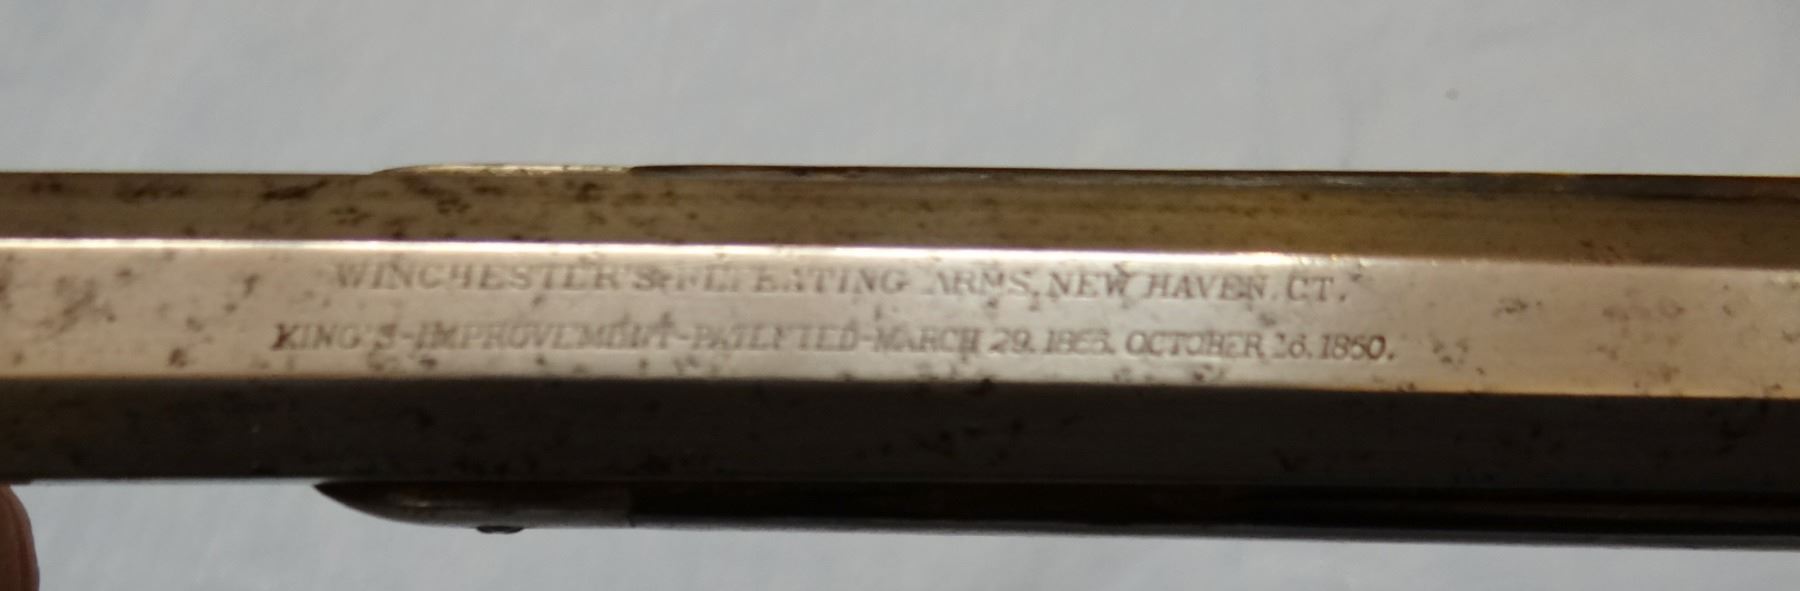 WINCHESTER'S REPEATING ARMS, NEW HAVEN. CT.
KING'S-IMPROVEMENT-PATENTED-MARCH 29. 1866. OCTOBER 16. 1860.